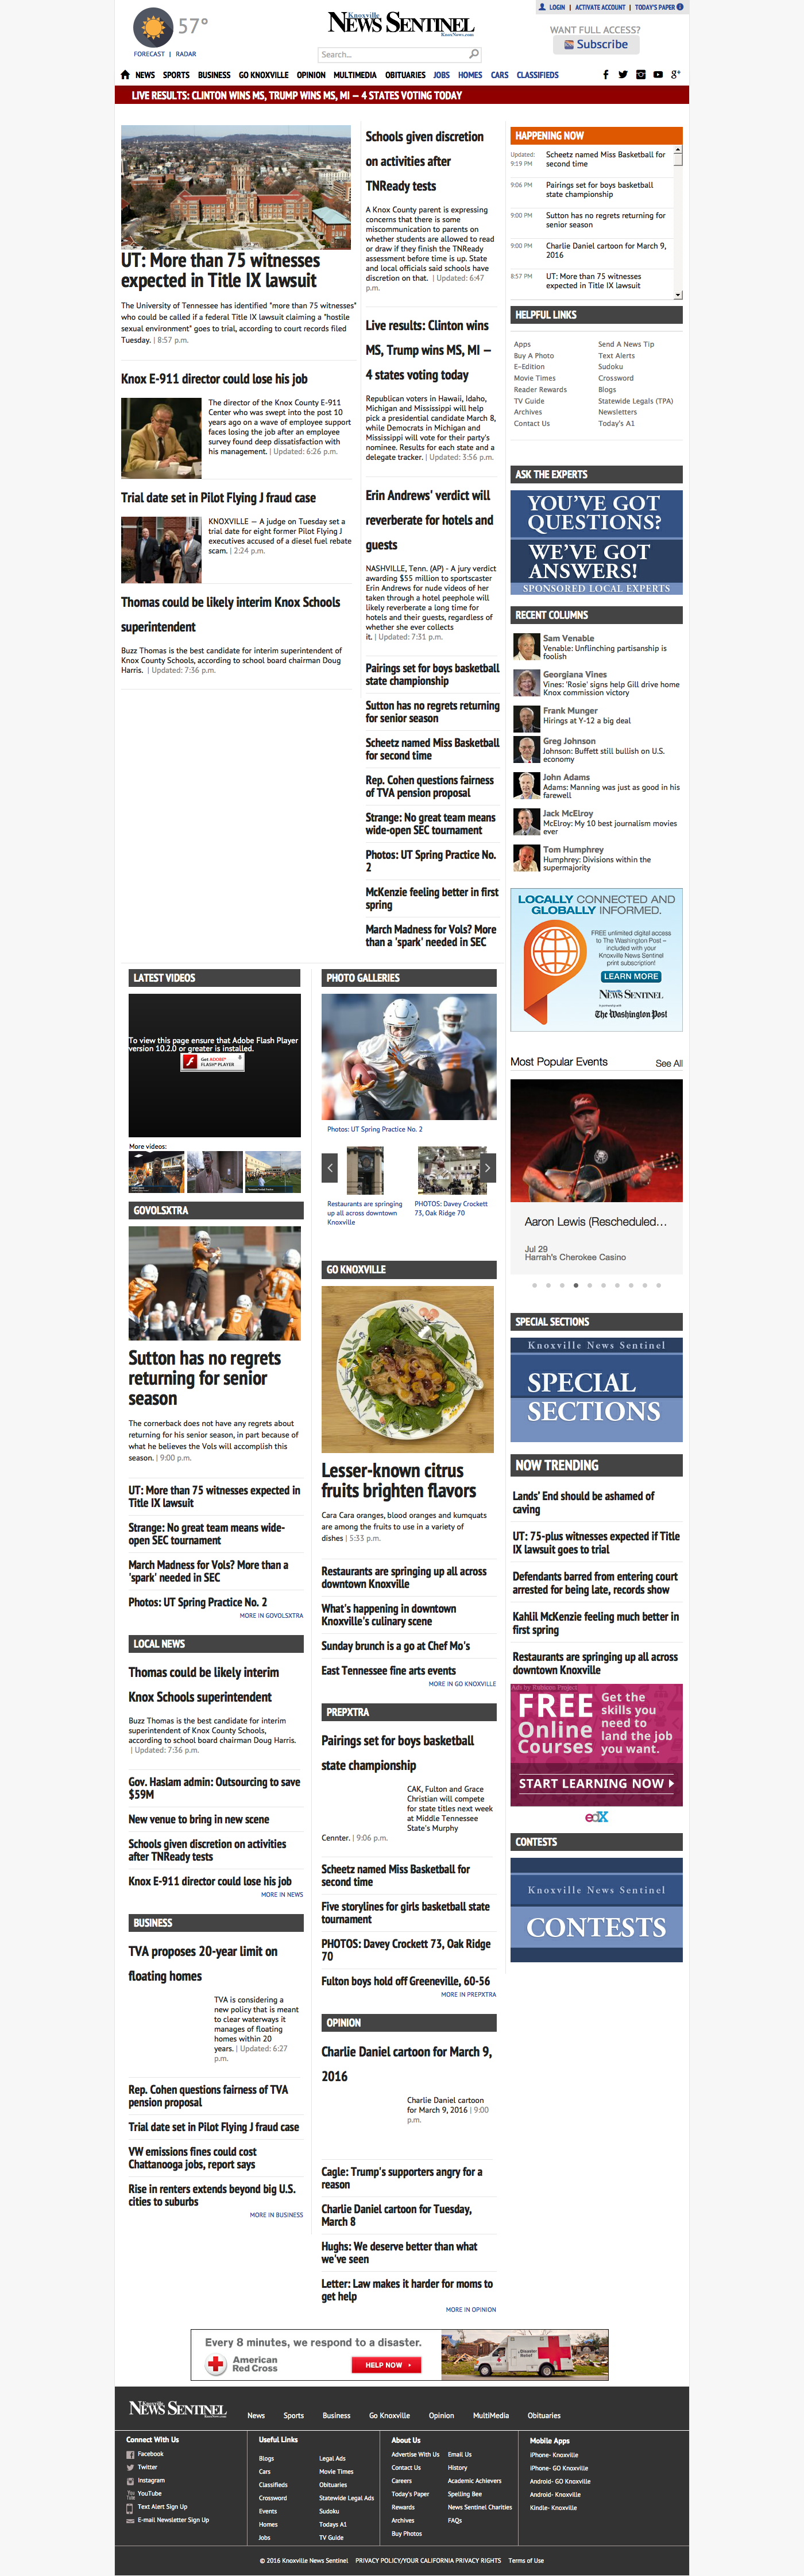 57°
FORECAST | RADAR
Knoxville
NEWS SENTINEL
KnoxNews.com
Search...
LOGIN | ACTIVATE ACCOUNT | TODAY'S PAPER
WANT FULL ACCESS?
Subscribe
NEWS SPORTS BUSINESS GO KNOXVILLE OPINION MULTIMEDIA OBITUARIES JOBS HOMES CARS CLASSIFIEDS
LIVE RESULTS: CLINTON WINS MS, TRUMP WINS MS, MI — 4 STATES VOTING TODAY
UT: More than 75 witnesses
expected in Title IX lawsuit
The University of Tennessee has identified "more than 75 witnesses"
who could be called if a federal Title IX lawsuit claiming a "hostile
sexual environment" goes to trial, according to court records filed
Tuesday. | 8:57 p.m.
Knox E-911 director could lose his job
The director of the Knox County E-911
Center who was swept into the post 10
years ago on a wave of employee support
faces losing the job after an employee
survey found deep dissatisfaction with
his management. | Updated: 6:26 p.m.
Trial date set in Pilot Flying J fraud case
KNOXVILLE — A judge on Tuesday set a
trial date for eight former Pilot Flying J
executives accused of a diesel fuel rebate
scam. | 2:24 p.m.
Thomas could be likely interim Knox Schools
superintendent
Buzz Thomas is the best candidate for interim superintendent of
Knox County Schools, according to school board chairman Doug
Harris. | Updated: 7:36 p.m.
Schools given discretion
on activities after
TNReady tests
A Knox County parent is expressing
concerns that there is some
miscommunication to parents on
whether students are allowed to read
or draw if they finish the TNReady
assessment before time is up. State
and local officials said schools have
discretion on that. | Updated: 6:47
p.m.
Live results: Clinton wins
MS, Trump wins MS, MI —
4 states voting today
Republican voters in Hawaii, Idaho,
Michigan and Mississippi will help
pick a presidential candidate March 8,
while Democrats in Michigan and
Mississippi will vote for their party's
nominee. Results for each state and a
delegate tracker. | Updated: 3:56 p.m.
Erin Andrews' verdict will
reverberate for hotels and
guests
NASHVILLE, Tenn. (AP) - A jury verdict
awarding $55 million to sportscaster
Erin Andrews for nude videos of her
taken through a hotel peephole will
likely reverberate a long time for
hotels and their guests, regardless of
whether she ever collects
it. | Updated: 7:31 p.m.
Pairings set for boys basketball
state championship
Sutton has no regrets returning
for senior season
Scheetz named Miss Basketball
for second time
Rep. Cohen questions fairness
of TVA pension proposal
Strange: No great team means
wide-open SEC tournament
Photos: UT Spring Practice No.
2
McKenzie feeling better in first
spring
March Madness for Vols? More
than a 'spark' needed in SEC
HAPPENING NOW
Updated:
9:19 PM
Scheetz named Miss Basketball for
second time
9:06 PM
Pairings set for boys basketball
state championship
9:00 PM
Sutton has no regrets returning for
senior season
9:00 PM
Charlie Daniel cartoon for March 9,
2016
8:57 PM
UT: More than 75 witnesses
expected in Title IX lawsuit
HELPFUL LINKS
Apps Send A News Tip
Buy A Photo Text Alerts
E-Edition Sudoku
Movie Times Crossword
Reader Rewards Blogs
TV Guide Statewide Legals (TPA)
Archives Newsletters
Contact Us Today's A1
ASK THE EXPERTS
YOU'VE GOT
QUESTIONS?
WE'VE GOT
ANSWERS!
SPONSORED LOCAL EXPERTS
RECENT COLUMNS
Sam Venable
Venable: Unflinching partisanship is
foolish
Georgiana Vines
Vines: 'Rosie' signs help Gill drive home
Knox commission victory
Frank Munger
Hirings at Y-12 a big deal
Greg Johnson
Johnson: Buffett still bullish on U.S.
economy
John Adams
Adams: Manning was just as good in his
farewell
Jack McElroy
McElroy: My 10 best journalism movies
ever
Tom Humphrey
Humphrey: Divisions within the
supermajority
LOCALLY CONNECTED AND
GLOBALLY INFORMED.
FREE unlimited digital access
to The Washington Post –
included with your
Knoxville News Sentinel
print subscription!
LEARN MORE
NEWS SENTINEL
The Washington Post
Most Popular Events See All
Aaron Lewis (Rescheduled...
Jul 29
Harrah's Cherokee Casino
SPECIAL SECTIONS
Knoxville News Sentinel
SPECIAL
SECTIONS
NOW TRENDING
Lands' End should be ashamed of
caving
UT: 75-plus witnesses expected if Title
IX lawsuit goes to trial
Defendants barred from entering court
arrested for being late, records show
Kahlil McKenzie feeling much better in
first spring
Restaurants are springing up all across
downtown Knoxville
Ads by Rubicon Project
FREE
Online
Courses
Get the
skills you
need to
land the job
you want.
START LEARNING NOW
edX
CONTESTS
Knoxville News Sentinel
CONTESTS
LATEST VIDEOS
To view this page ensure that Adobe Flash Player
version 10.2.0 or greater is installed.
Get ADOBE®
FLASH® PLAYER
More videos:
GOVOLSXTRA
Sutton has no regrets
returning for senior
season
The cornerback does not have any regrets about
returning for his senior season, in part because of
what he believes the Vols will accomplish this
season. | 9:00 p.m.
UT: More than 75 witnesses expected in
Title IX lawsuit
Strange: No great team means wide-
open SEC tournament
March Madness for Vols? More than a
'spark' needed in SEC
Photos: UT Spring Practice No. 2
MORE IN GOVOLSXTRA
LOCAL NEWS
Thomas could be likely interim
Knox Schools superintendent
Buzz Thomas is the best candidate for interim
superintendent of Knox County Schools,
according to school board chairman Doug Harris.
| Updated: 7:36 p.m.
Gov. Haslam admin: Outsourcing to save
$59M
New venue to bring in new scene
Schools given discretion on activities
after TNReady tests
Knox E-911 director could lose his job
MORE IN NEWS
BUSINESS
TVA proposes 20-year limit on
floating homes
TVA is considering a
new policy that is meant
to clear waterways it
manages of floating
homes within 20
years. | Updated: 6:27
p.m.
Rep. Cohen questions fairness of TVA
pension proposal
Trial date set in Pilot Flying J fraud case
VW emissions fines could cost
Chattanooga jobs, report says
Rise in renters extends beyond big U.S.
cities to suburbs
MORE IN BUSINESS
PHOTO GALLERIES
Photos: UT Spring Practice No. 2
Restaurants are springing
up all across downtown
Knoxville
PHOTOS: Davey Crockett
73, Oak Ridge 70
GO KNOXVILLE
Lesser-known citrus
fruits brighten flavors
Cara Cara oranges, blood oranges and kumquats
are among the fruits to use in a variety of
dishes | 5:33 p.m.
Restaurants are springing up all across
downtown Knoxville
What's happening in downtown
Knoxville's culinary scene
Sunday brunch is a go at Chef Mo's
East Tennessee fine arts events
MORE IN GO KNOXVILLE
PREPXTRA
Pairings set for boys basketball
state championship
CAK, Fulton and Grace
Christian will compete
for state titles next week
at Middle Tennessee
State's Murphy
Cennter. | 9:06 p.m.
Scheetz named Miss Basketball for
second time
Five storylines for girls basketball state
tournament
PHOTOS: Davey Crockett 73, Oak Ridge
70
Fulton boys hold off Greeneville, 60-56
MORE IN PREPXTRA
OPINION
Charlie Daniel cartoon for March 9,
2016
Charlie Daniel cartoon
for March 9, 2016 | 9:00
p.m.
Cagle: Trump's supporters angry for a
reason
Charlie Daniel cartoon for Tuesday,
March 8
Hughs: We deserve better than what
we've seen
Letter: Law makes it harder for moms to
get help
MORE IN OPINION
Every 8 minutes, we respond to a disaster.
American
Red Cross
HELP NOW
Disaster
Relief
Knoxville
NEWS SENTINEL
News Sports Business Go Knoxville Opinion MultiMedia Obituaries
Connect With Us
Facebook
Twitter
Instagram
YouTube
Text Alert Sign Up
E-mail Newsletter Sign Up
Useful Links
Blogs Legal Ads
Cars Movie Times
Classifieds Obituaries
Crossword Statewide Legal Ads
Events Sudoku
Homes Todays A1
Jobs TV Guide
About Us
Advertise With Us Email Us
Contact Us History
Careers Academic Achievers
Today's Paper Spelling Bee
Rewards News Sentinel Charities
Archives FAQs
Buy Photos
Mobile Apps
iPhone- Knoxville
iPhone- GO Knoxville
Android- GO Knoxville
Android- Knoxville
Kindle- Knoxville
© 2016 Knoxville News Sentinel PRIVACY POLICY/YOUR CALIFORNIA PRIVACY RIGHTS Terms of Use